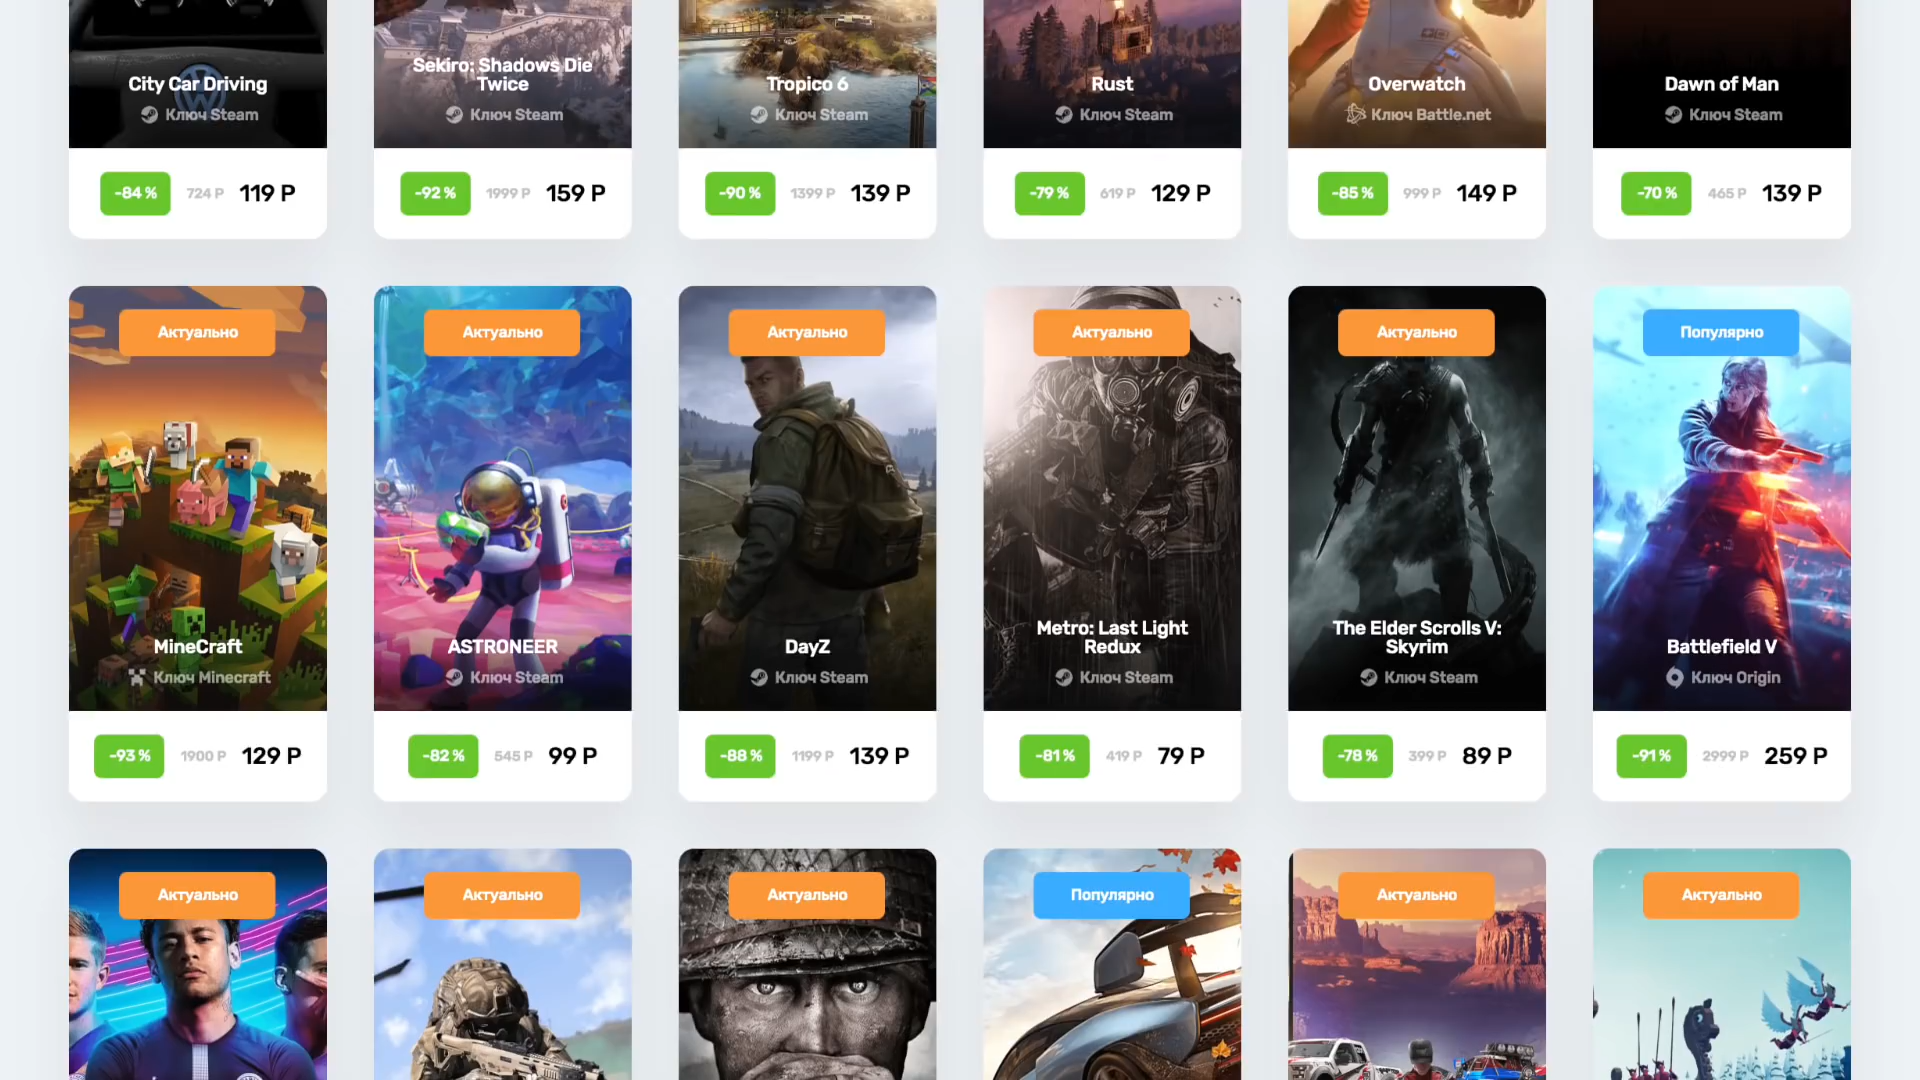 City Car Driving
Ключ Steam
-84 % 724 Р 119 Р
Sekiro: Shadows Die
Twice
Ключ Steam
-92 % 1999 Р 159 Р
Tropico 6
Ключ Steam
-90 % 1399 Р 139 Р
Rust
Ключ Steam
-79 % 619 Р 129 Р
Overwatch
Ключ Battle.net
-85 % 999 Р 149 Р
Dawn of Man
Ключ Steam
-70 % 465 Р 139 Р
Актуально
MineCraft
Ключ Minecraft
-93 % 1900 Р 129 Р
Актуально
ASTRONEER
Ключ Steam
-82 % 545 Р 99 Р
Актуально
DayZ
Ключ Steam
-88 % 1199 Р 139 Р
Актуально
Metro: Last Light
Redux
Ключ Steam
-81 % 419 Р 79 Р
Актуально
The Elder Scrolls V:
Skyrim
Ключ Steam
-78 % 399 Р 89 Р
Популярно
Battlefield V
Ключ Origin
-91 % 2999 Р 259 Р
Актуально
Актуально
Актуально
Популярно
Актуально
Актуально